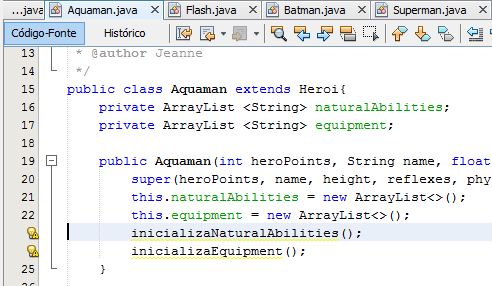 ...java Aquaman.java Flash.java Batman.java Superman.java
Código-Fonte Histórico
13 * @author Jeanne
14 */
15 public class Aquaman extends Heroi{
16 private ArrayList <String> naturalAbilities;
17 private ArrayList <String> equipment;
18
19 public Aquaman(int heroPoints, String name, float
20 super(heroPoints, name, height, reflexes, phy
21 this.naturalAbilities = new ArrayList<>();
22 this.equipment = new ArrayList<>();
inicializaNaturalAbilities();
inicializaEquipment();
25 }